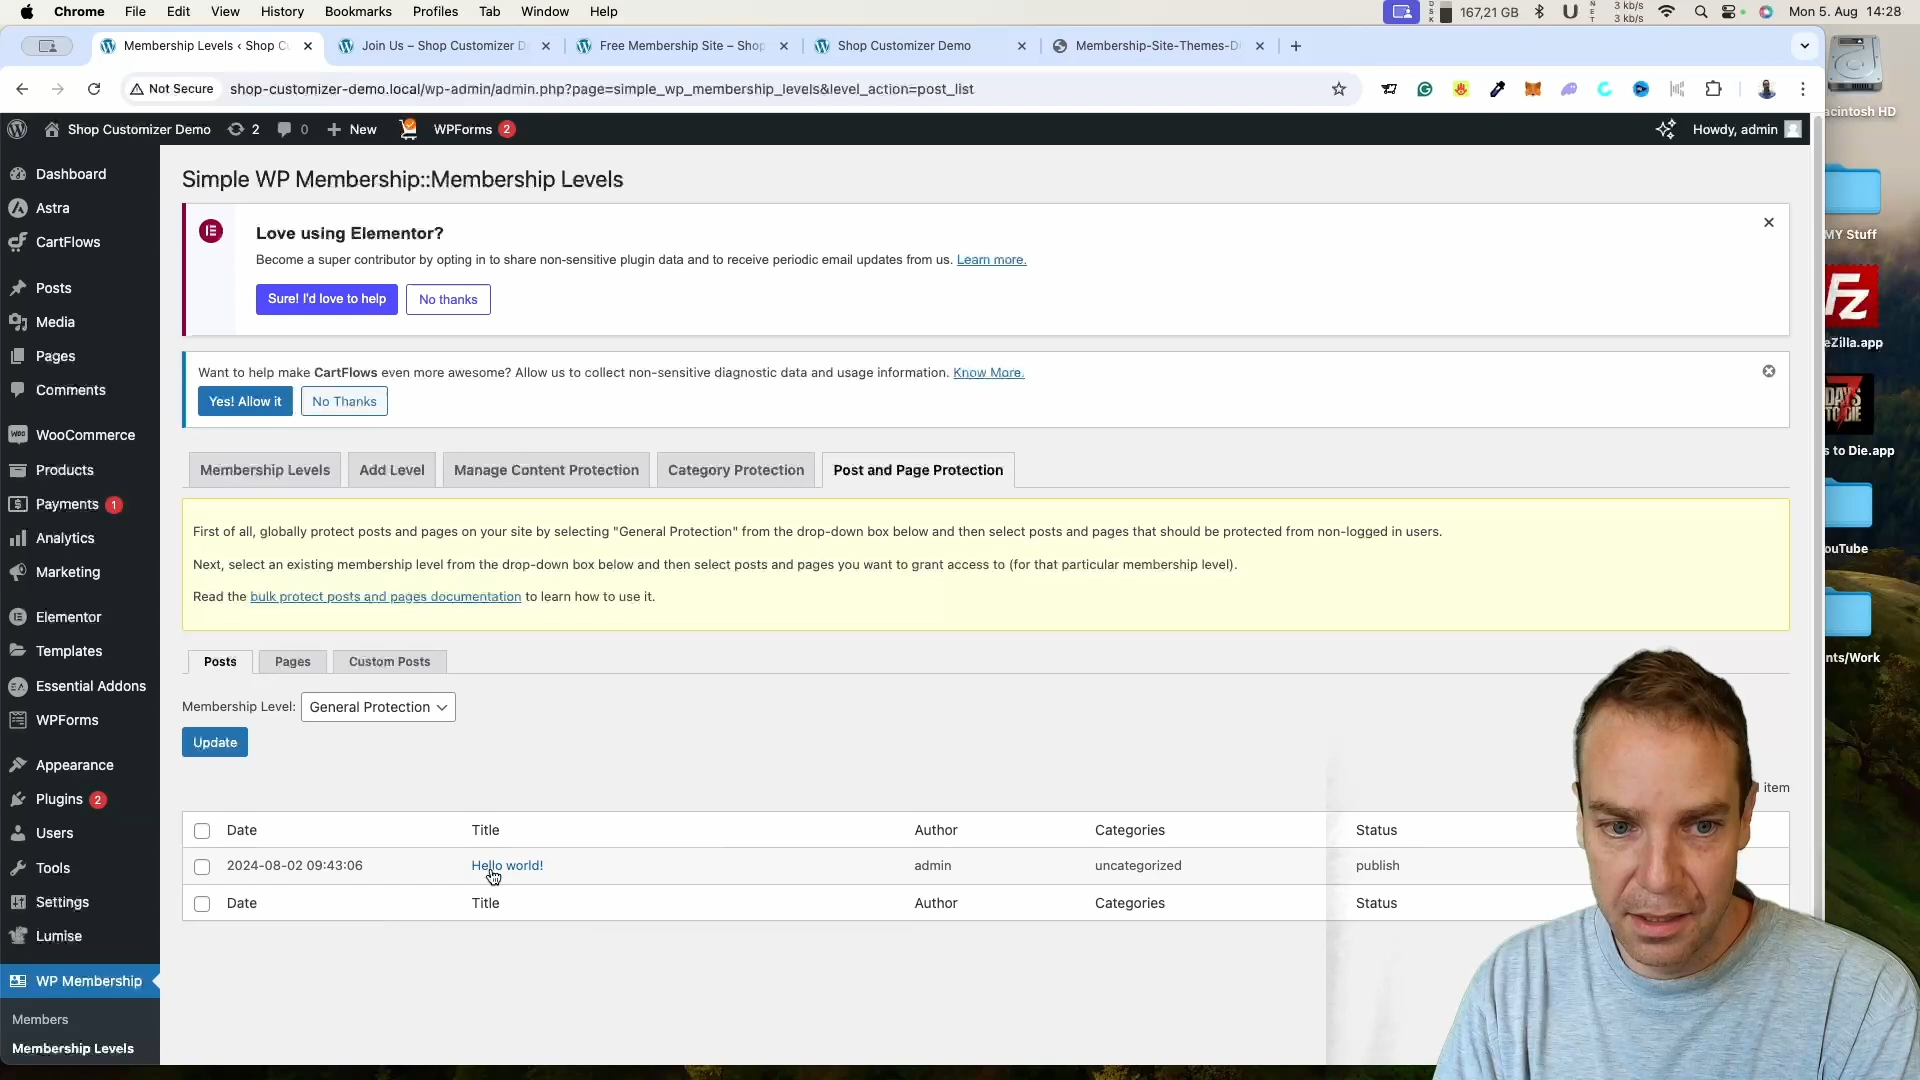 Chrome File Edit View History Bookmarks Profiles Tab Window Help
167,21 GB 3 kb/s 3 kb/s Mon 5. Aug 14:28
Membership Levels ‹ Shop Cu
Join Us – Shop Customizer D
Free Membership Site – Shop
Shop Customizer Demo
Membership-Site-Themes-D
Not Secure shop-customizer-demo.local/wp-admin/admin.php?page=simple_wp_membership_levels&level_action=post_list
Shop Customizer Demo 2 0 New WPForms 2 Howdy, admin
Dashboard
Astra
CartFlows
Posts
Media
Pages
Comments
WooCommerce
Products
Payments 1
Analytics
Marketing
Elementor
Templates
Essential Addons
WPForms
Appearance
Plugins 2
Users
Tools
Settings
Lumise
WP Membership
Members
Membership Levels
Simple WP Membership::Membership Levels
Love using Elementor?
Become a super contributor by opting in to share non-sensitive plugin data and to receive periodic email updates from us. Learn more.
Sure! I'd love to help No thanks
Want to help make CartFlows even more awesome? Allow us to collect non-sensitive diagnostic data and usage information. Know More.
Yes! Allow it No Thanks
Membership Levels Add Level Manage Content Protection Category Protection Post and Page Protection
First of all, globally protect posts and pages on your site by selecting "General Protection" from the drop-down box below and then select posts and pages that should be protected from non-logged in users.
Next, select an existing membership level from the drop-down box below and then select posts and pages you want to grant access to (for that particular membership level).
Read the bulk protect posts and pages documentation to learn how to use it.
Posts Pages Custom Posts
Membership Level: General Protection
Update
item
Date Title Author Categories Status
2024-08-02 09:43:06 Hello world! admin uncategorized publish
Date Title Author Categories Status
acintosh HD
MY Stuff
Fz
eZilla.app
DAYS
TO DIE
s to Die.app
ouTube
nts/Work